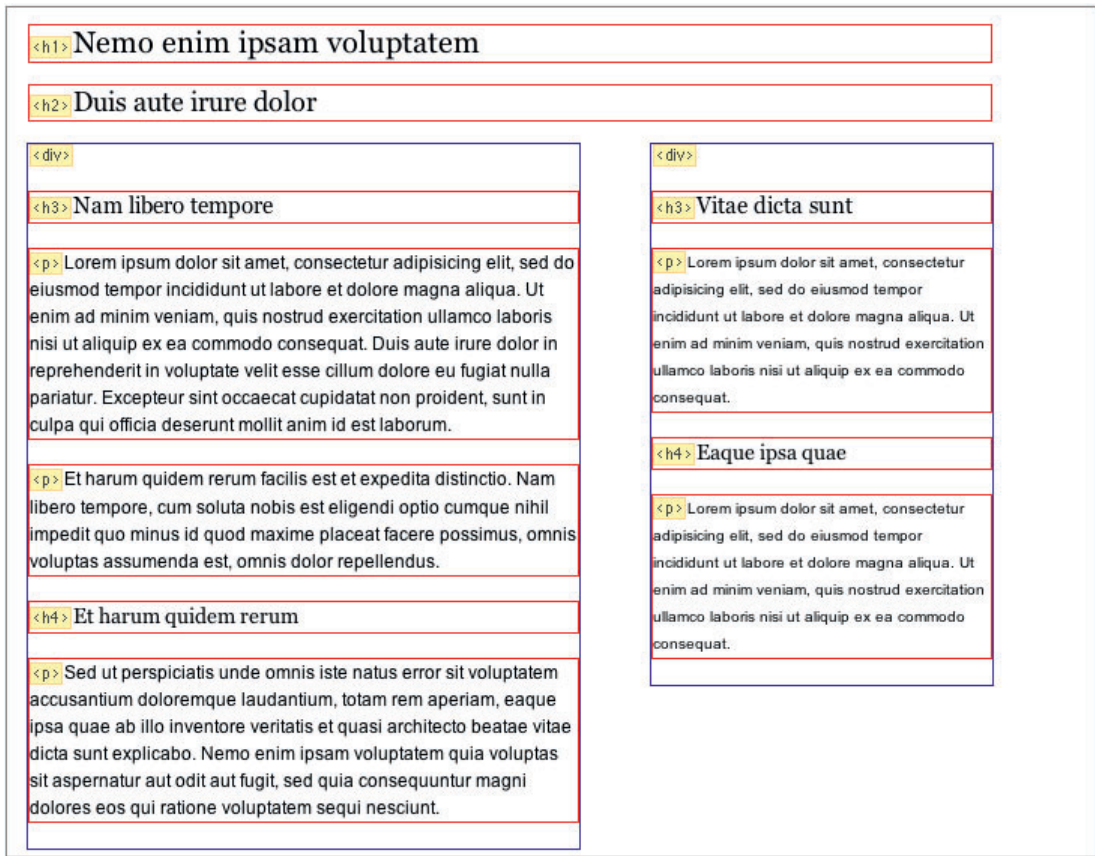 <h1> Nemo enim ipsam voluptatem
<h2> Duis aute irure dolor
<div>
<h3> Nam libero tempore
<p> Lorem ipsum dolor sit amet, consectetur adipisicing elit, sed do
eiusmod tempor incididunt ut labore et dolore magna aliqua. Ut
enim ad minim veniam, quis nostrud exercitation ullamco laboris
nisi ut aliquip ex ea commodo consequat. Duis aute irure dolor in
reprehenderit in voluptate velit esse cillum dolore eu fugiat nulla
pariatur. Excepteur sint occaecat cupidatat non proident, sunt in
culpa qui officia deserunt mollit anim id est laborum.
<p> Et harum quidem rerum facilis est et expedita distinctio. Nam
libero tempore, cum soluta nobis est eligendi optio cumque nihil
impedit quo minus id quod maxime placeat facere possimus, omnis
voluptas assumenda est, omnis dolor repellendus.
<h4> Et harum quidem rerum
<p> Sed ut perspiciatis unde omnis iste natus error sit voluptatem
accusantium doloremque laudantium, totam rem aperiam, eaque
ipsa quae ab illo inventore veritatis et quasi architecto beatae vitae
dicta sunt explicabo. Nemo enim ipsam voluptatem quia voluptas
sit aspernatur aut odit aut fugit, sed quia consequuntur magni
dolores eos qui ratione voluptatem sequi nesciunt.
<div>
<h3> Vitae dicta sunt
<p> Lorem ipsum dolor sit amet, consectetur
adipisicing elit, sed do eiusmod tempor
incididunt ut labore et dolore magna aliqua. Ut
enim ad minim veniam, quis nostrud exercitation
ullamco laboris nisi ut aliquip ex ea commodo
consequat.
<h4> Eaque ipsa quae
<p> Lorem ipsum dolor sit amet, consectetur
adipisicing elit, sed do eiusmod tempor
incididunt ut labore et dolore magna aliqua. Ut
enim ad minim veniam, quis nostrud exercitation
ullamco laboris nisi ut aliquip ex ea commodo
consequat.